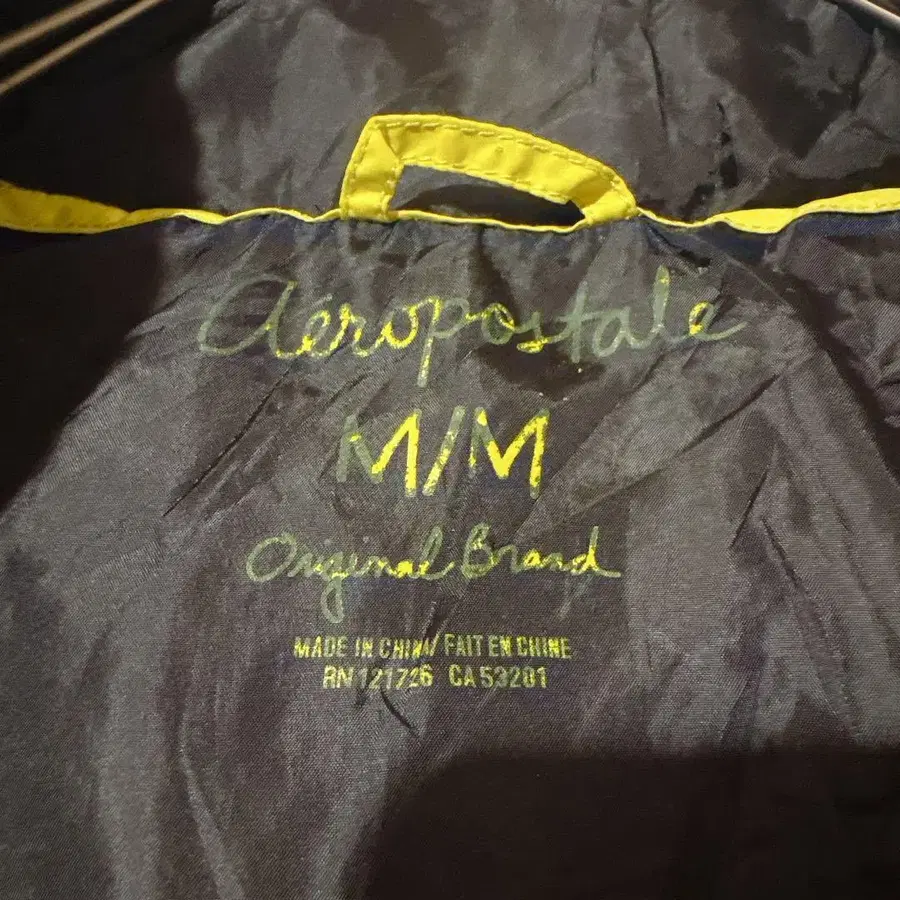 aéropostale
M/M
Original Brand
MADE IN CHINA/ FAIT EN CHINE
RN 121726 CA 53201